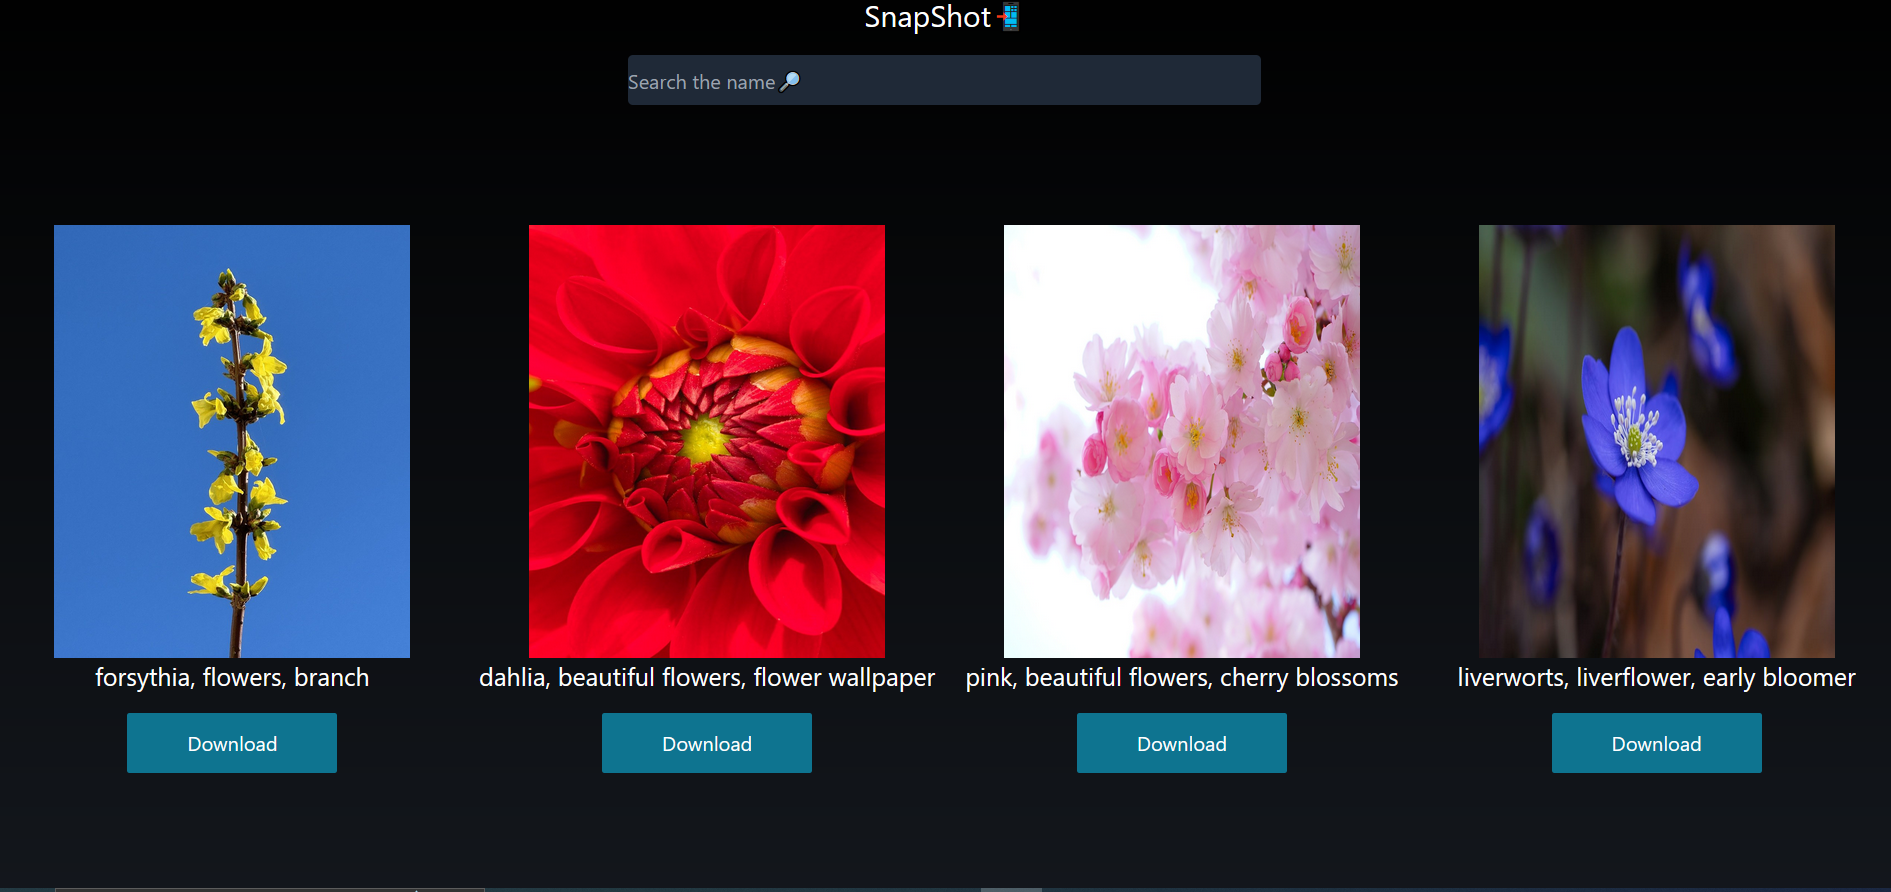 SnapShot📲
Search the name🔎
forsythia, flowers, branch
dahlia, beautiful flowers, flower wallpaper
pink, beautiful flowers, cherry blossoms
liverworts, liverflower, early bloomer
Download
Download
Download
Download